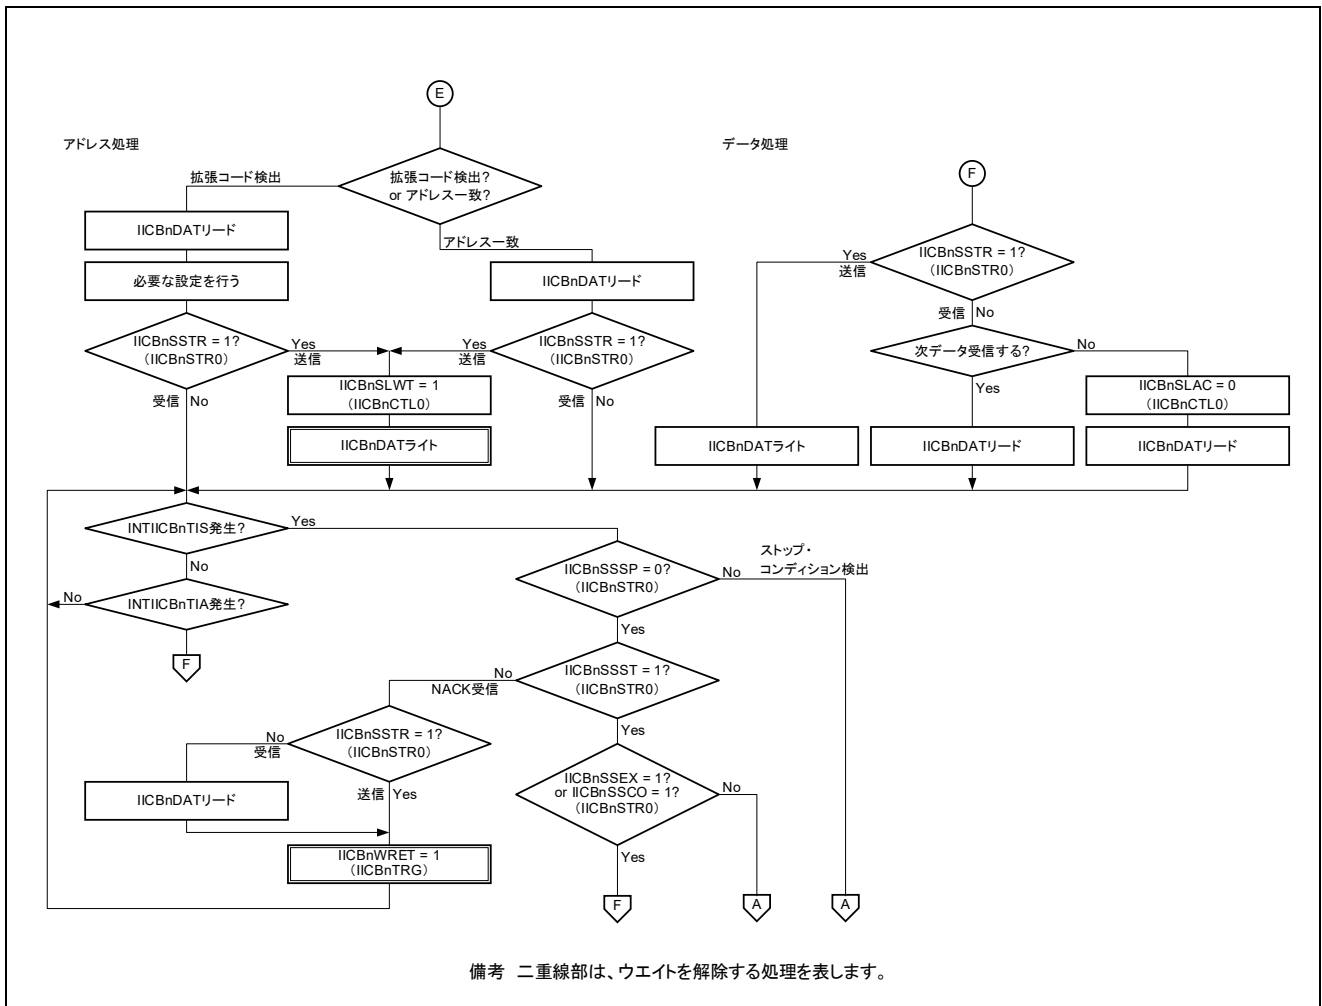 E
アドレス処理
データ処理
拡張コード検出?
or アドレス一致?
拡張コード検出
アドレス一致
IICBnDATリード
必要な設定を行う
IICBnSSTR = 1?
(IICBnSTR0)
Yes
送信
受信 No
IICBnDATリード
IICBnSSTR = 1?
(IICBnSTR0)
Yes
送信
受信 No
IICBnSLWT = 1
(IICBnCTL0)
IICBnDATライト
F
IICBnSSTR = 1?
(IICBnSTR0)
Yes
送信
受信 No
次データ受信する?
No
Yes
IICBnSLAC = 0
(IICBnCTL0)
IICBnDATライト
IICBnDATリード
IICBnDATリード
INTIICBnTIS発生?
Yes
No
INTIICBnTIA発生?
No
F
IICBnSSSP = 0?
(IICBnSTR0)
No
ストップ・
コンディション検出
Yes
IICBnSSST = 1?
(IICBnSTR0)
No
NACK受信
Yes
IICBnSSTR = 1?
(IICBnSTR0)
No
受信
送信 Yes
IICBnDATリード
IICBnWRET = 1
(IICBnTRG)
IICBnSSEX = 1?
or IICBnSSCO = 1?
(IICBnSTR0)
No
Yes
F
A
A
備考 二重線部は、ウエイトを解除する処理を表します。